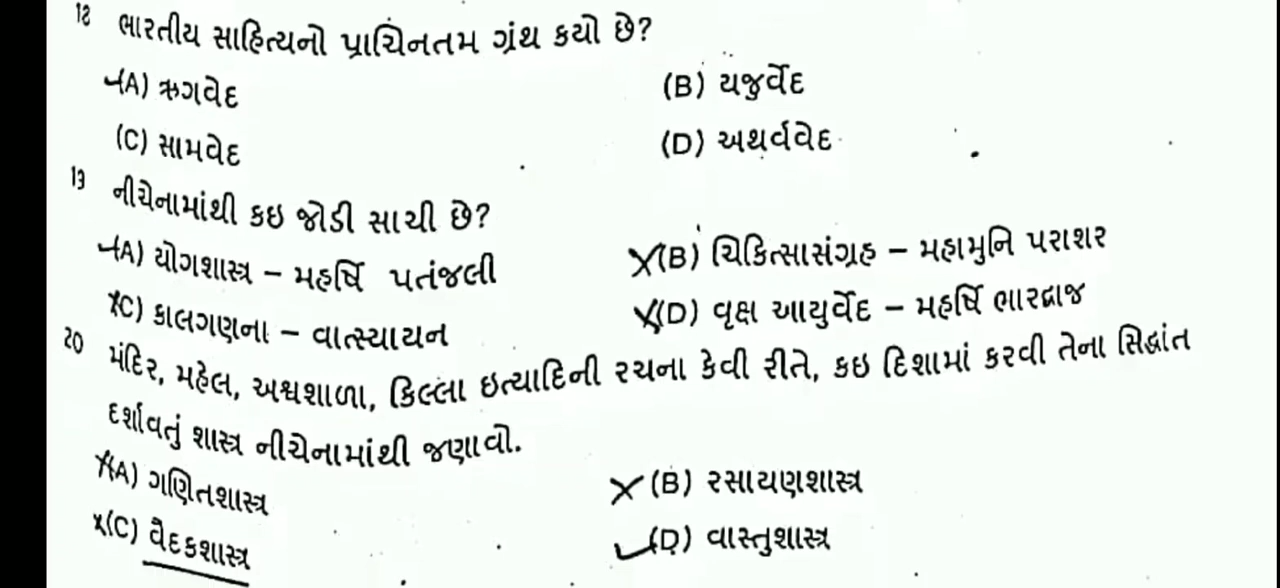 18 ભારતીય સાહિત્યનો પ્રાચિનતમ ગ્રંથ કયો છે?
(A) ઋગવેદ (B) યજુર્વેદ
(C) સામવેદ (D) અથર્વવેદ
19 નીચેનામાંથી કઇ જોડી સાચી છે?
(A) યોગશાસ્ત્ર – મહર્ષિ પતંજલી (B) ચિકિત્સાસંગ્રહ – મહામુનિ પરાશર
(C) કાલગણના – વાત્સ્યાયન (D) વૃક્ષ આયુર્વેદ – મહર્ષિ ભારદ્વાજ
20 મંદિર, મહેલ, અશ્વશાળા, કિલ્લા ઇત્યાદિની રચના કેવી રીતે, કઇ દિશામાં કરવી તેના સિદ્ધાંત
દર્શાવતું શાસ્ત્ર નીચેનામાંથી જણાવો.
(A) ગણિતશાસ્ત્ર (B) રસાયણશાસ્ત્ર
(C) વૈદકશાસ્ત્ર (D) વાસ્તુશાસ્ત્ર